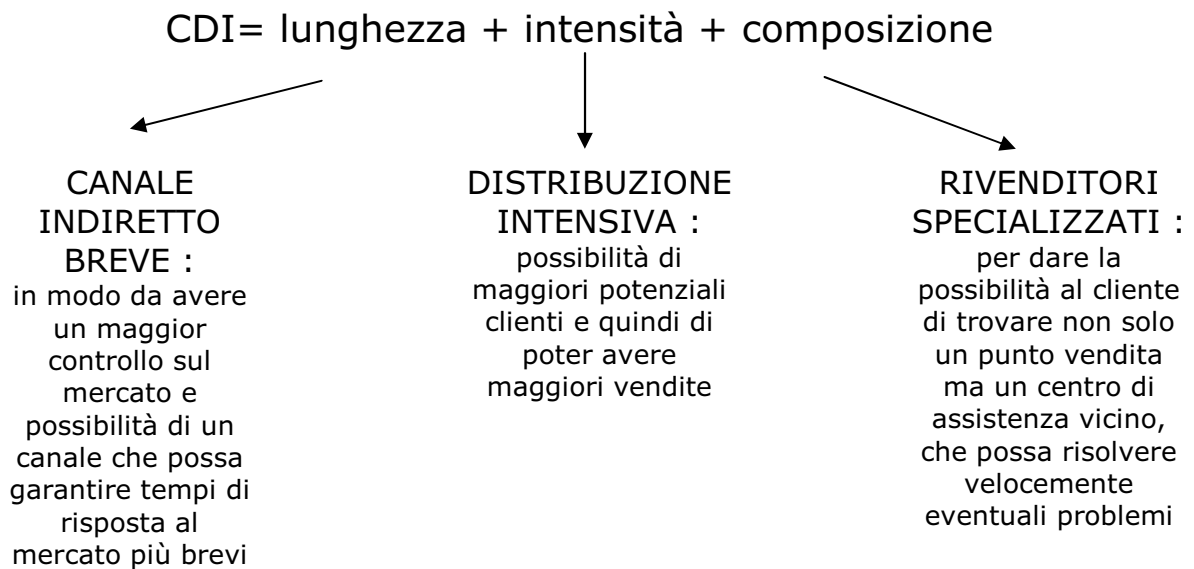 CDI= lunghezza + intensità + composizione
CANALE
INDIRETTO
BREVE :
in modo da avere
un maggior
controllo sul
mercato e
possibilità di un
canale che possa
garantire tempi di
risposta al
mercato più brevi
DISTRIBUZIONE
INTENSIVA :
possibilità di
maggiori potenziali
clienti e quindi di
poter avere
maggiori vendite
RIVENDITORI
SPECIALIZZATI :
per dare la
possibilità al cliente
di trovare non solo
un punto vendita
ma un centro di
assistenza vicino,
che possa risolvere
velocemente
eventuali problemi